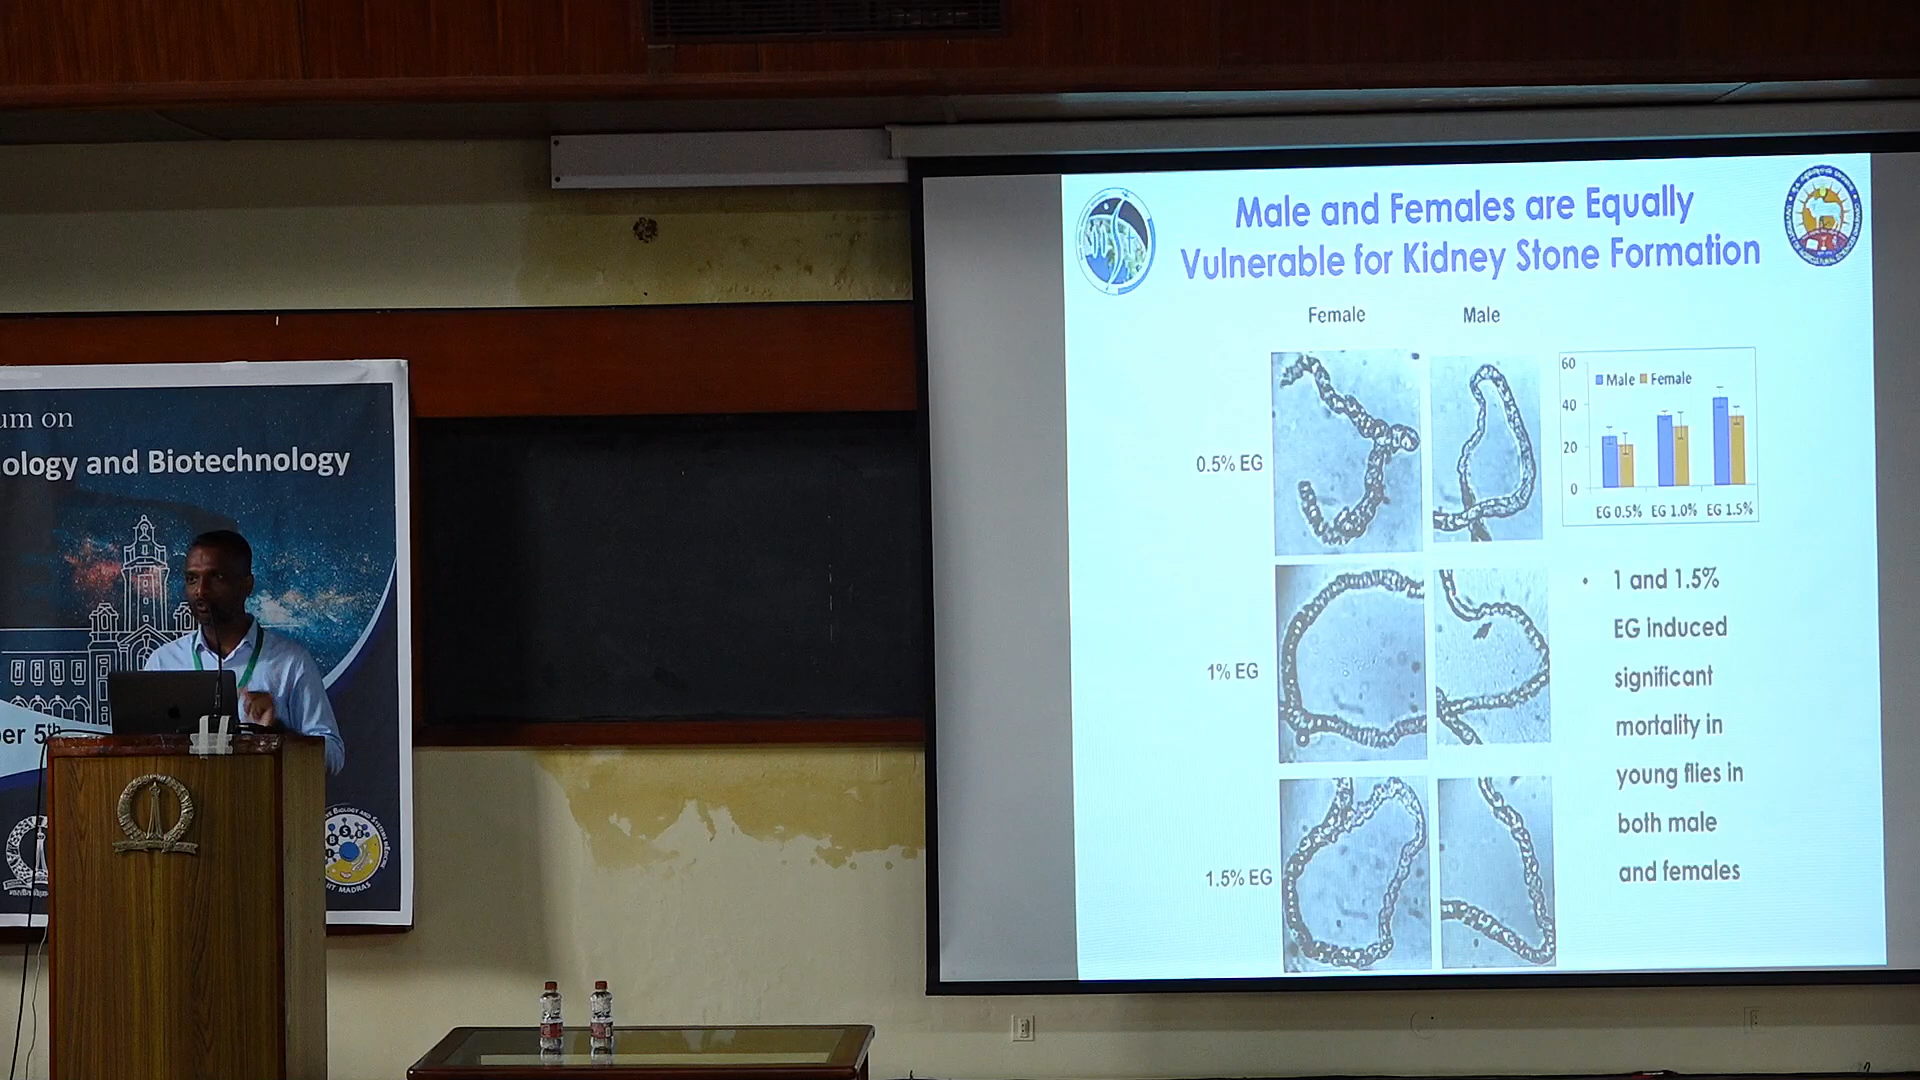 um on
ology and Biotechnology
er 5th
IIT MADRAS
Male and Females are Equally
Vulnerable for Kidney Stone Formation
Female Male
0.5% EG
1% EG
1.5% EG
60
40
20
0
Male Female
EG 0.5% EG 1.0% EG 1.5%
• 1 and 1.5%
EG induced
significant
mortality in
young flies in
both male
and females